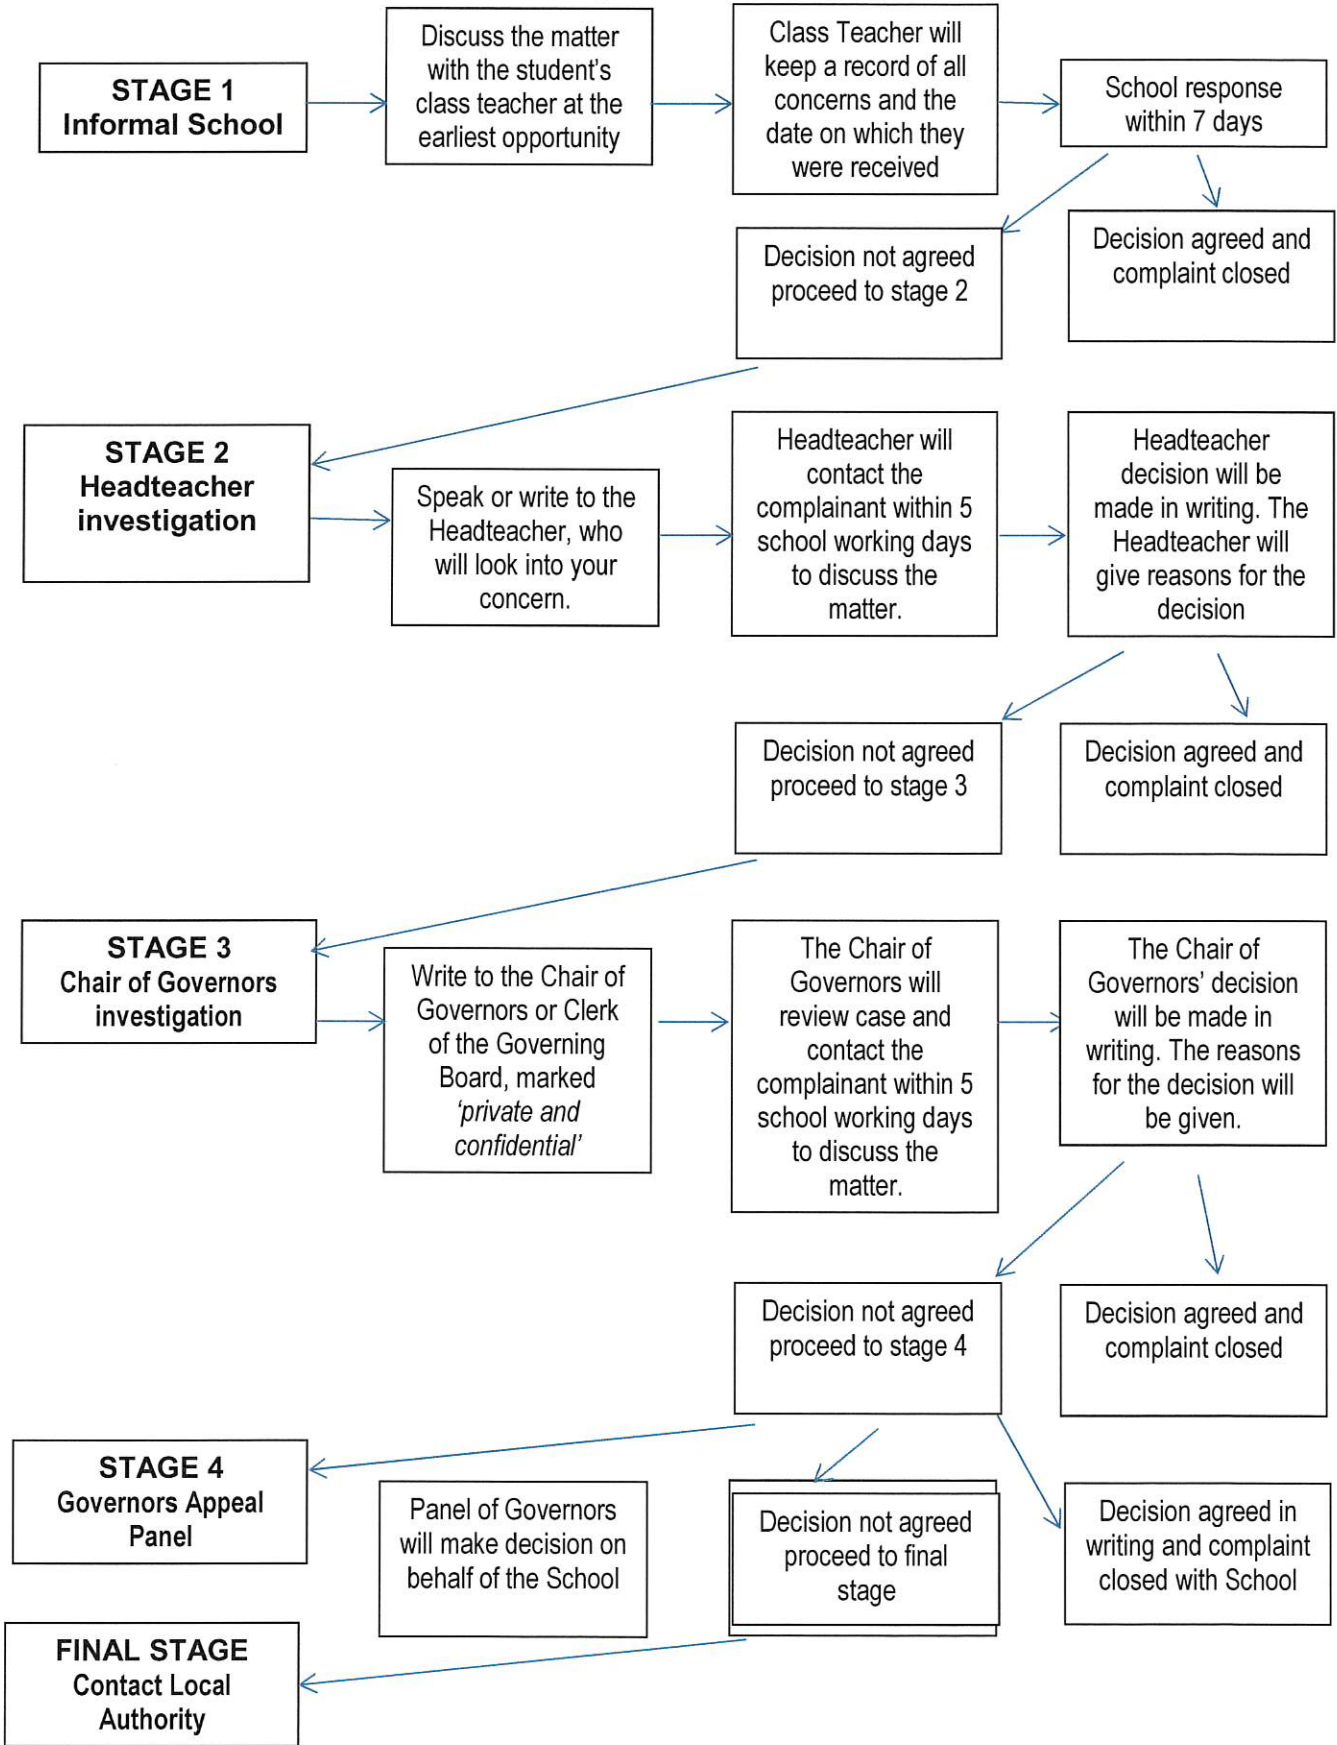 STAGE 1
Informal School
Discuss the matter
with the student's
class teacher at the
earliest opportunity
Class Teacher will
keep a record of all
concerns and the
date on which they
were received
School response
within 7 days
Decision not agreed
proceed to stage 2
Decision agreed and
complaint closed
STAGE 2
Headteacher
investigation
Speak or write to the
Headteacher, who
will look into your
concern.
Headteacher will
contact the
complainant within 5
school working days
to discuss the
matter.
Headteacher
decision will be
made in writing. The
Headteacher will
give reasons for the
decision
Decision not agreed
proceed to stage 3
Decision agreed and
complaint closed
STAGE 3
Chair of Governors
investigation
Write to the Chair of
Governors or Clerk
of the Governing
Board, marked
‘private and
confidential’
The Chair of
Governors will
review case and
contact the
complainant within 5
school working days
to discuss the
matter.
The Chair of
Governors’ decision
will be made in
writing. The reasons
for the decision will
be given.
Decision not agreed
proceed to stage 4
Decision agreed and
complaint closed
STAGE 4
Governors Appeal
Panel
Panel of Governors
will make decision on
behalf of the School
Decision not agreed
proceed to final
stage
Decision agreed in
writing and complaint
closed with School
FINAL STAGE
Contact Local
Authority